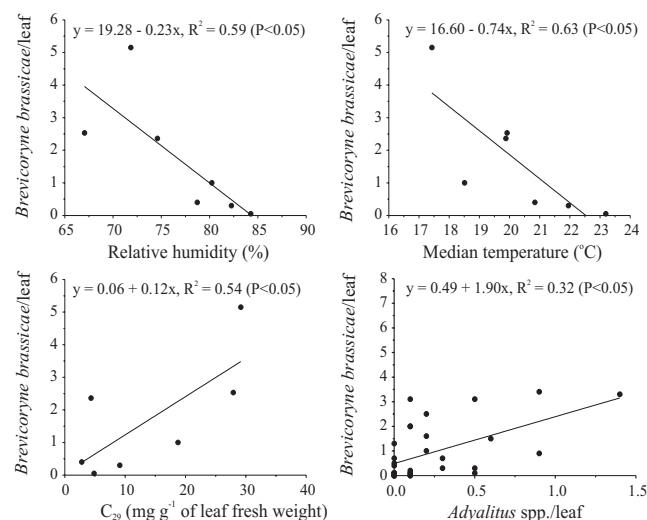 y = 19.28 - 0.23x, R² = 0.59 (P<0.05)
Brevicoryne brassicae/leaf
6
5
4
3
2
1
0
65 70 75 80 85 90
Relative humidity (%)
y = 16.60 - 0.74x, R² = 0.63 (P<0.05)
Brevicoryne brassicae/leaf
6
5
4
3
2
1
0
16 17 18 19 20 21 22 23 24
Median temperature (°C)
y = 0.06 + 0.12x, R² = 0.54 (P<0.05)
Brevicoryne brassicae/leaf
6
5
4
3
2
1
0
0 10 20 30 40
C₂₉ (mg g⁻¹ of leaf fresh weight)
y = 0.49 + 1.90x, R² = 0.32 (P<0.05)
Brevicoryne brassicae/leaf
8
7
6
5
4
3
2
1
0
0.0 0.5 1.0 1.5
Adyalitus spp./leaf